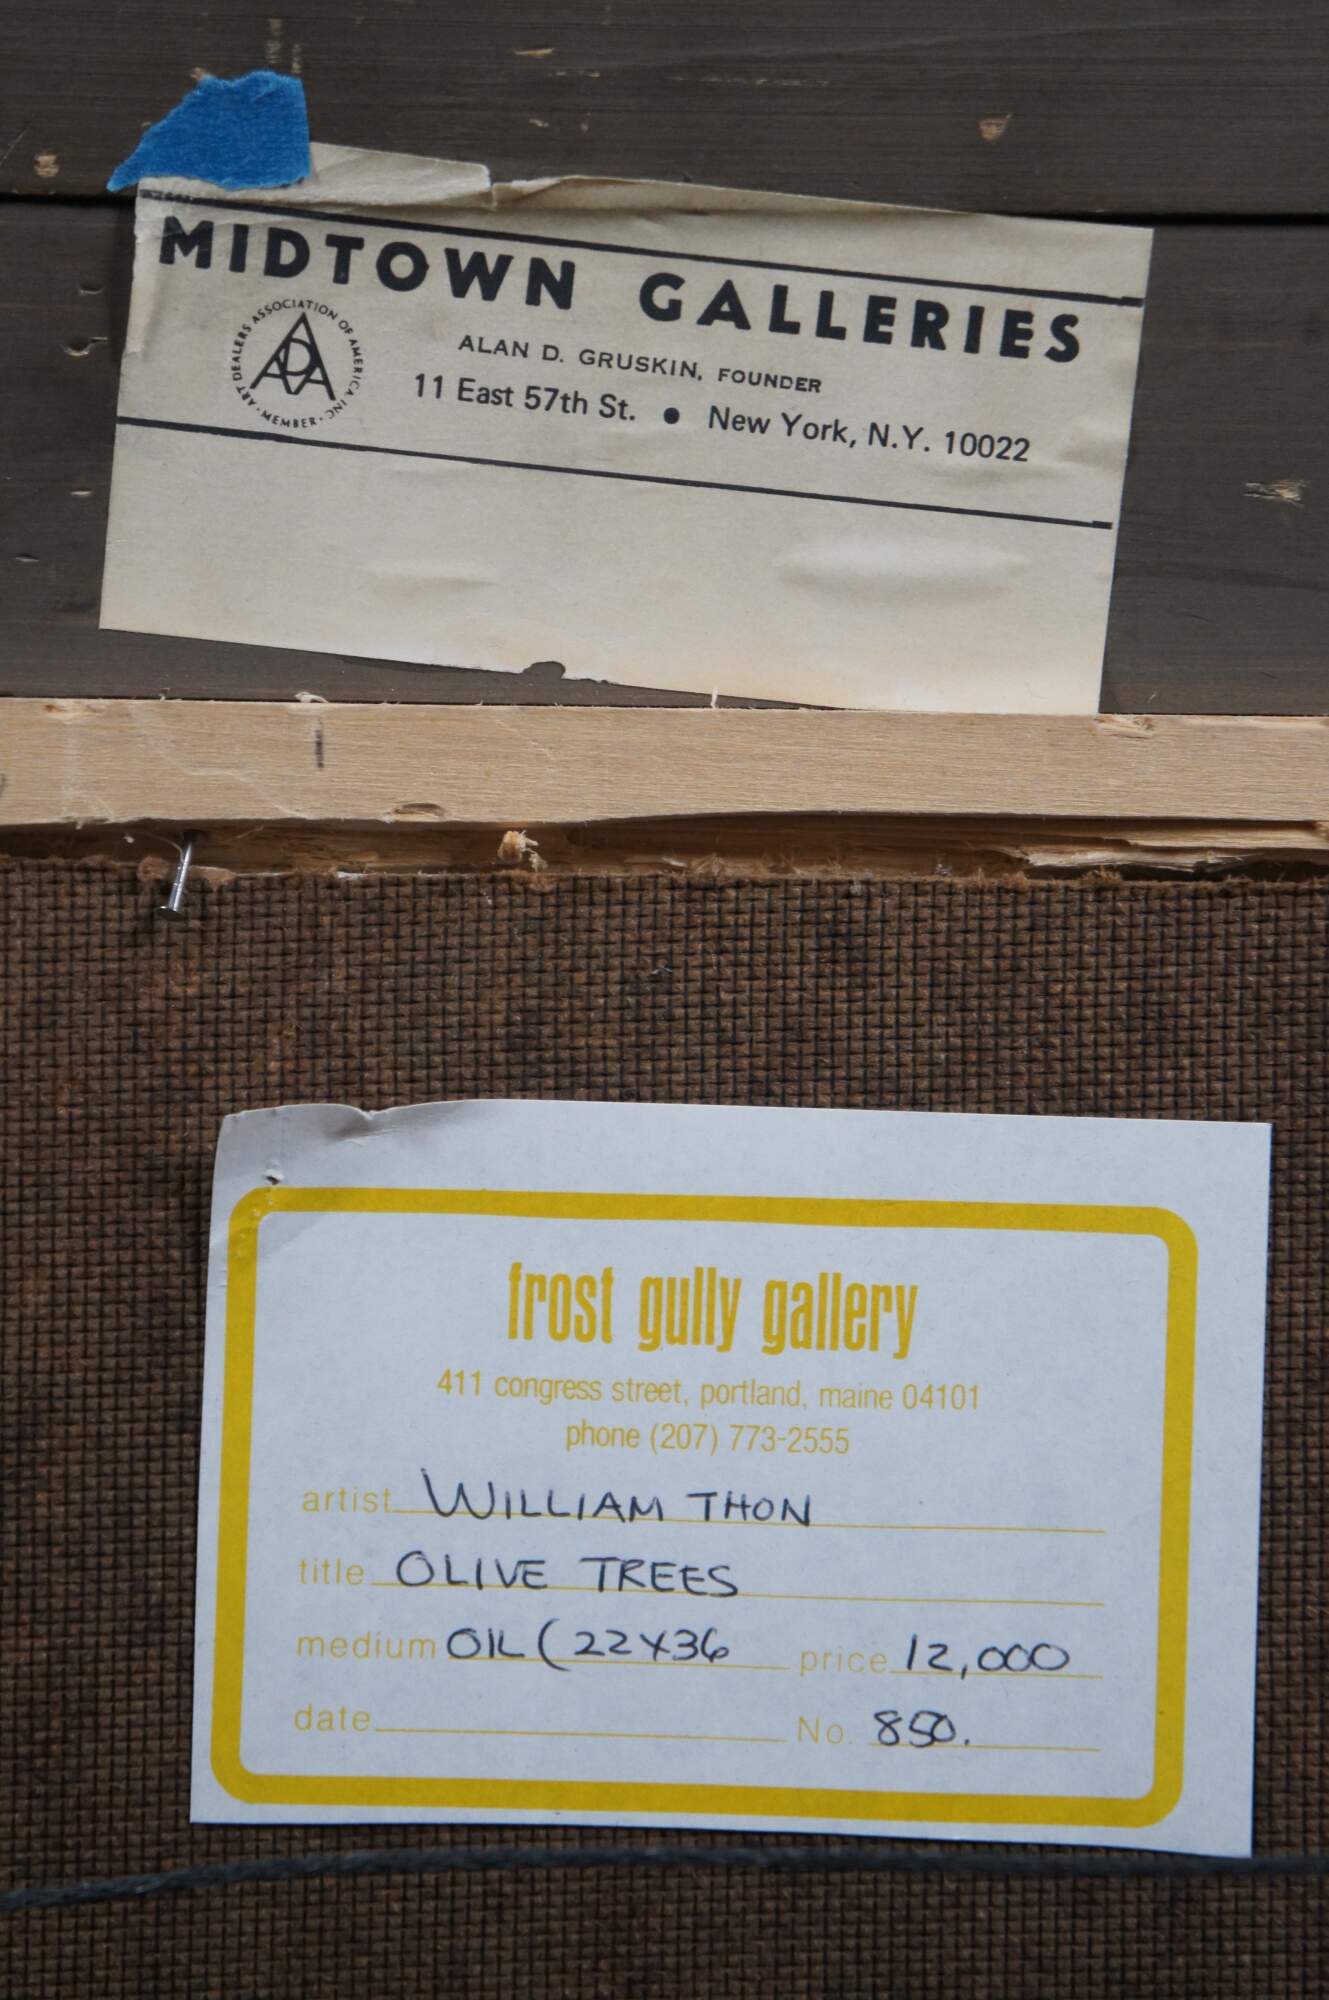 MIDTOWN GALLERIES
ART DEALERS ASSOCIATION OF AMERICA, INC.
· MEMBER ·
ADAA
ALAN D. GRUSKIN, FOUNDER
11 East 57th St. ● New York, N.Y. 10022
frost gully gallery
411 congress street, portland, maine 04101
phone (207) 773-2555
artist WILLIAM THON
title OLIVE TREES
medium OIL (22X36 price 12,000
date No. 850.